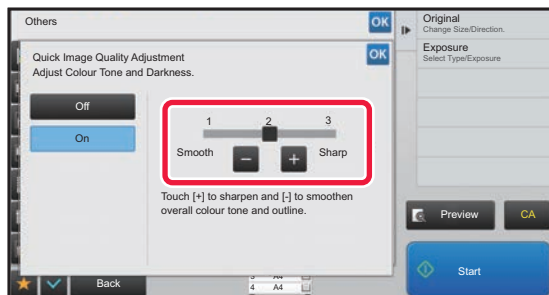 Others
OK
Quick Image Quality Adjustment
Adjust Colour Tone and Darkness.
OK
Off
On
1 2 3
Smooth
Sharp
Touch [+] to sharpen and [-] to smoothen
overall colour tone and outline.
Back
4 A4
Original
Change Size/Direction.
Exposure
Select Type/Exposure
Preview
CA
Start